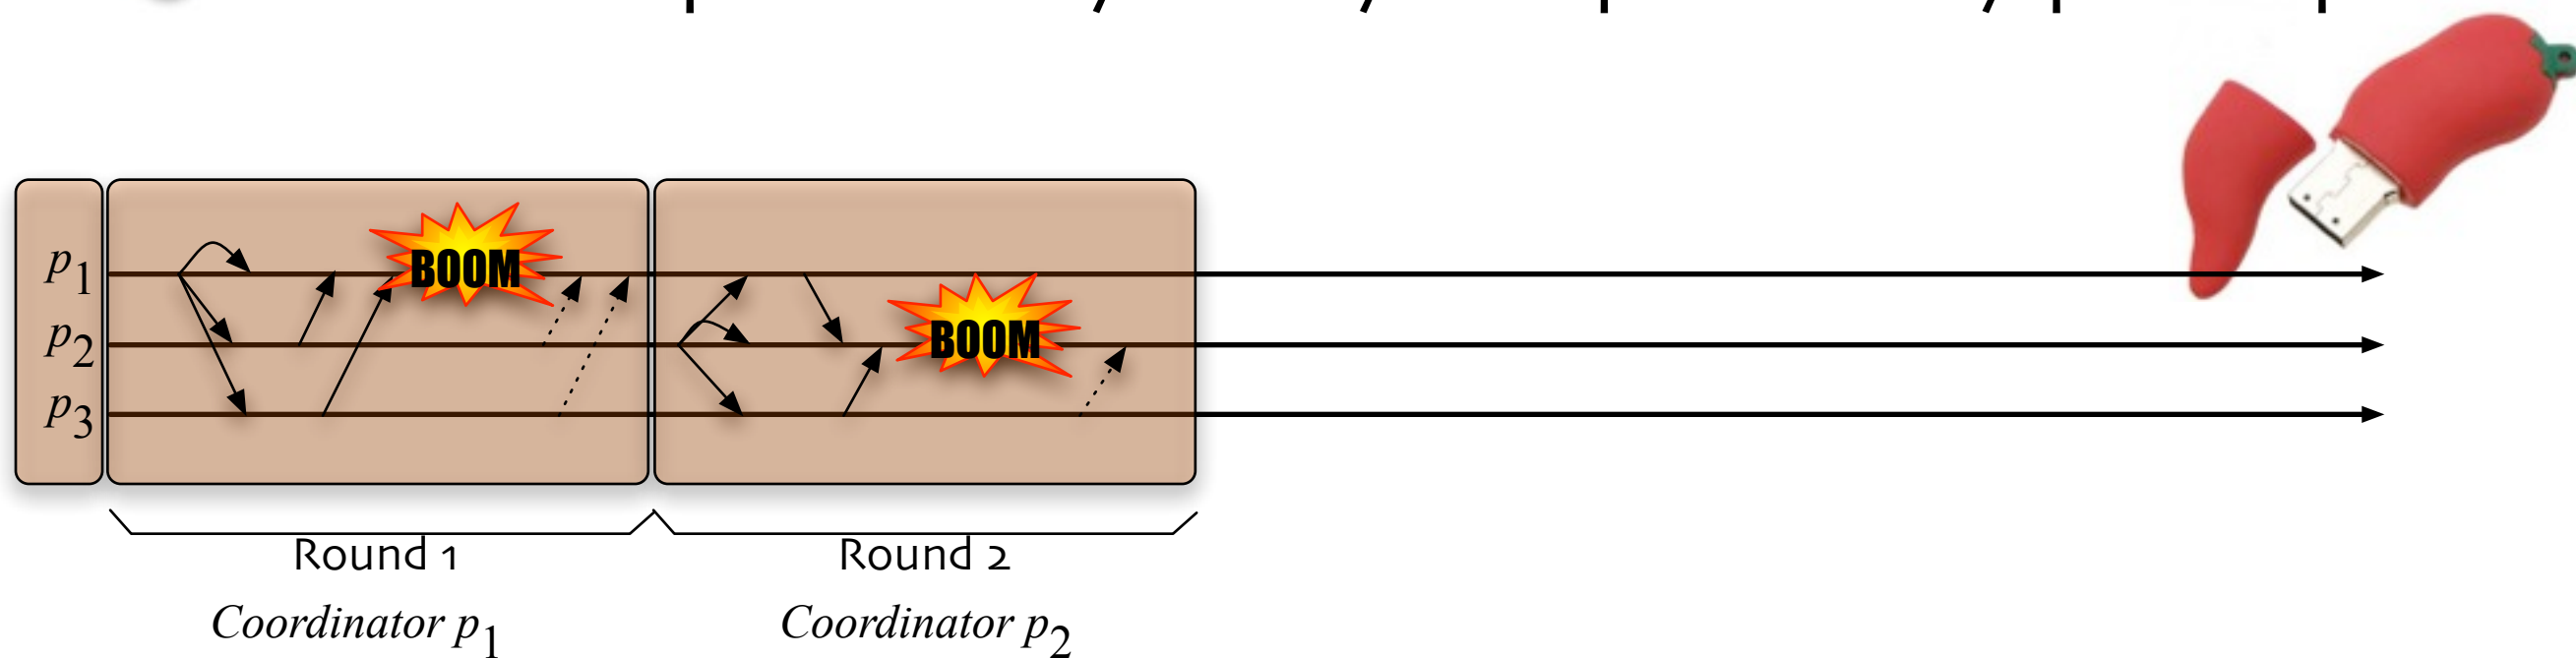 BOOM
p1
BOOM
p2
p3
Round 1
Round 2
Coordinator p1
Coordinator p2